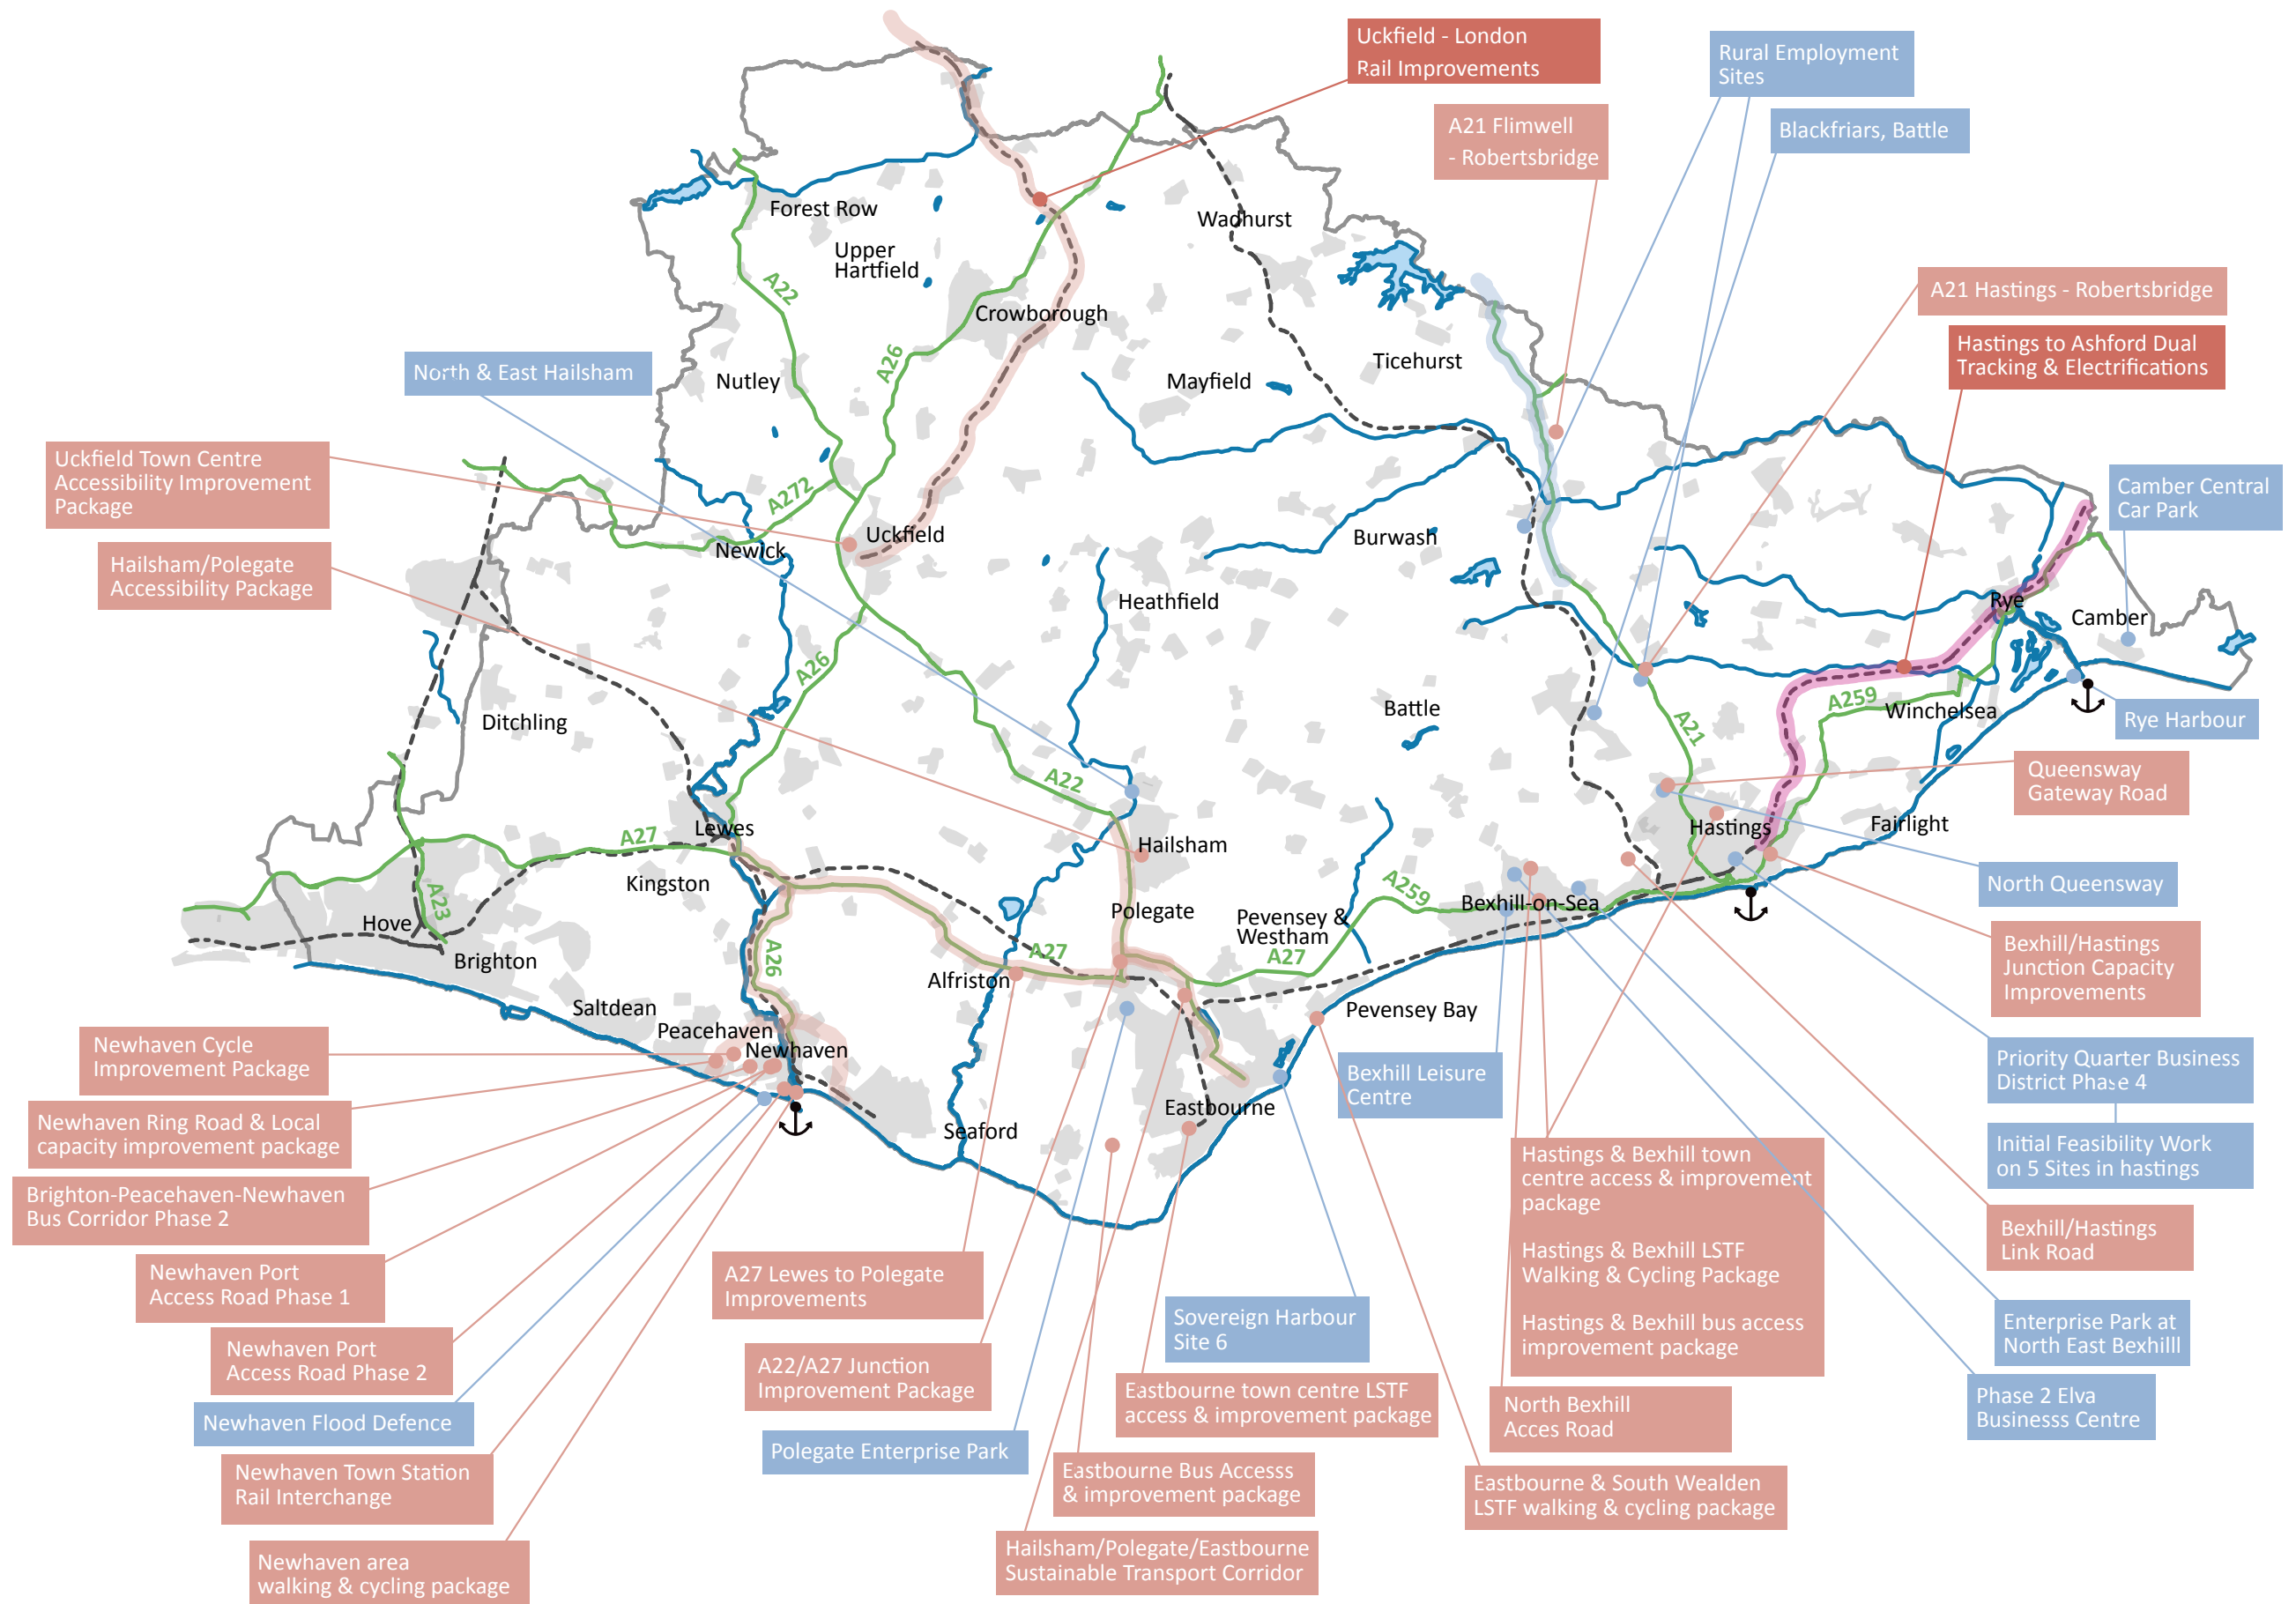 Uckfield - London
Rail Improvements
Rural Employment
Sites
A21 Flimwell
- Robertsbridge
Blackfriars, Battle
Forest Row
Wadhurst
Upper
Hartfield
A22
A21 Hastings - Robertsbridge
Crowborough
Hastings to Ashford Dual
Tracking & Electrifications
North & East Hailsham
A26
Ticehurst
Nutley
Mayfield
Uckfield Town Centre
Accessibility Improvement
Package
Camber Central
Car Park
A272
Uckfield
Newick
Burwash
Hailsham/Polegate
Accessibility Package
Heathfield
Rye
Camber
A26
Ditchling
Battle
A259
Winchelsea
Rye Harbour
A21
A22
Queensway
Gateway Road
Lewes
A27
Hastings
Fairlight
Hailsham
Kingston
North Queensway
A23
Hove
Polegate
A259
Bexhill-on-Sea
Pevensey &
Westham
A27
Brighton
A26
A27
Alfriston
Bexhill/Hastings
Junction Capacity
Improvements
Saltdean
Pevensey Bay
Peacehaven
Newhaven
Newhaven Cycle
Improvement Package
Priority Quarter Business
District Phase 4
Bexhill Leisure
Centre
Eastbourne
Seaford
Newhaven Ring Road & Local
capacity improvement package
Initial Feasibility Work
on 5 Sites in hastings
Hastings & Bexhill town
centre access & improvement
package
Hastings & Bexhill LSTF
Walking & Cycling Package
Hastings & Bexhill bus access
improvement package
Brighton-Peacehaven-Newhaven
Bus Corridor Phase 2
Bexhill/Hastings
Link Road
Newhaven Port
Access Road Phase 1
A27 Lewes to Polegate
Improvements
Sovereign Harbour
Site 6
Enterprise Park at
North East Bexhilll
Newhaven Port
Access Road Phase 2
A22/A27 Junction
Improvement Package
Eastbourne town centre LSTF
access & improvement package
North Bexhill
Acces Road
Phase 2 Elva
Businesss Centre
Newhaven Flood Defence
Polegate Enterprise Park
Newhaven Town Station
Rail Interchange
Eastbourne Bus Accesss
& improvement package
Eastbourne & South Wealden
LSTF walking & cycling package
Newhaven area
walking & cycling package
Hailsham/Polegate/Eastbourne
Sustainable Transport Corridor